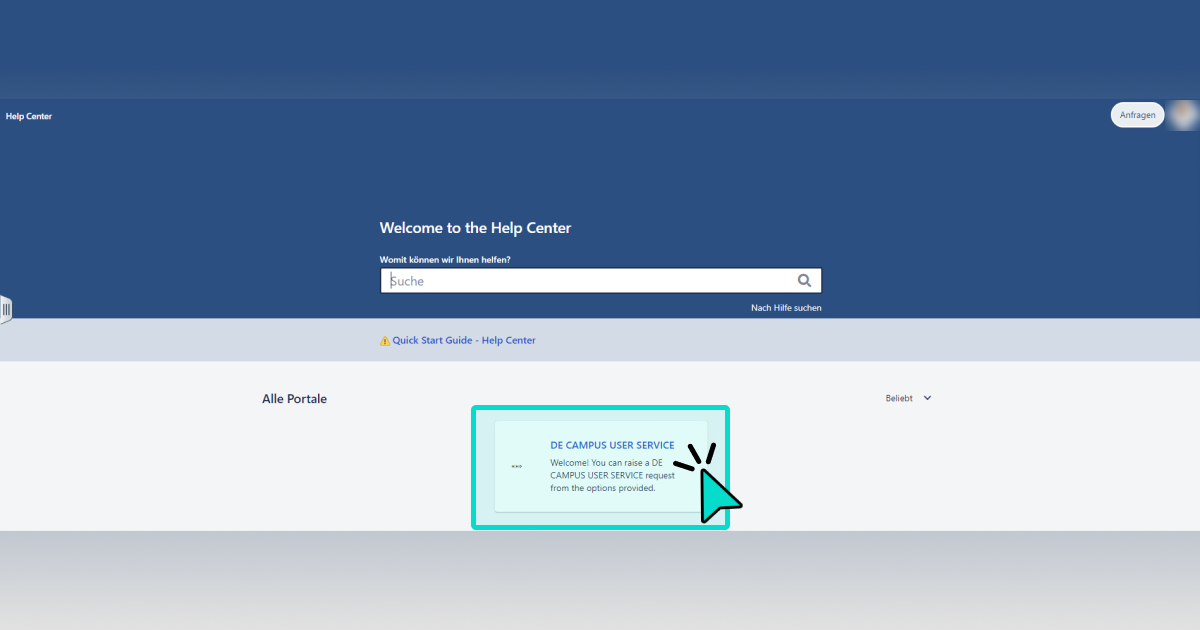 Help Center
Anfragen
Welcome to the Help Center
Womit können wir Ihnen helfen?
Suche
Nach Hilfe suchen
Quick Start Guide - Help Center
Alle Portale
Beliebt
DE CAMPUS USER SERVICE
Welcome! You can raise a DE
CAMPUS USER SERVICE request
from the options provided.